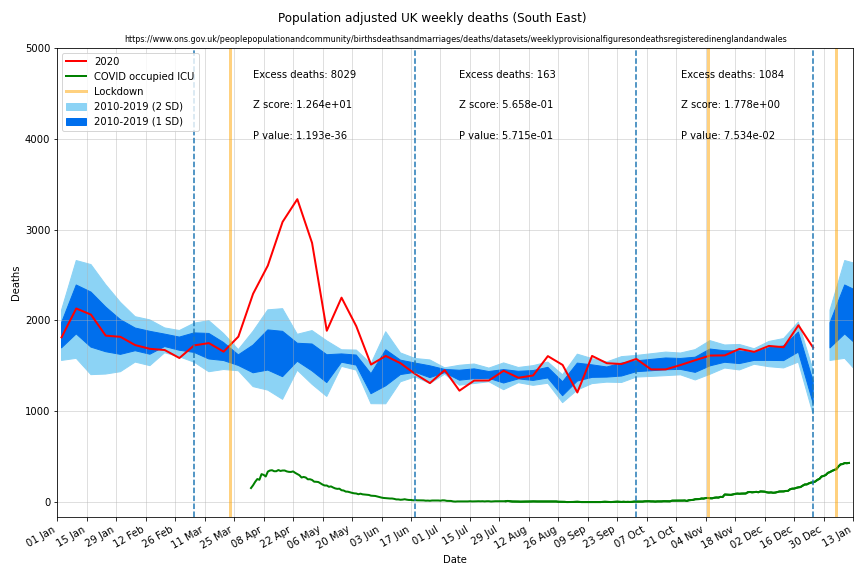 Population adjusted UK weekly deaths (South East)
https://www.ons.gov.uk/peoplepopulationandcommunity/birthsdeathsandmarriages/deaths/datasets/weeklyprovisionalfiguresondeathsregisteredinenglandandwales
5000
4000
3000
2000
1000
0
Deaths
2020
COVID occupied ICU
Lockdown
2010-2019 (2 SD)
2010-2019 (1 SD)
Excess deaths: 8029
Z score: 1.264e+01
P value: 1.193e-36
Excess deaths: 163
Z score: 5.658e-01
P value: 5.715e-01
Excess deaths: 1084
Z score: 1.778e+00
P value: 7.534e-02
01 Jan
15 Jan
29 Jan
12 Feb
26 Feb
11 Mar
25 Mar
08 Apr
22 Apr
06 May
20 May
03 Jun
17 Jun
01 Jul
15 Jul
29 Jul
12 Aug
26 Aug
09 Sep
23 Sep
07 Oct
21 Oct
04 Nov
18 Nov
02 Dec
16 Dec
30 Dec
13 Jan
Date